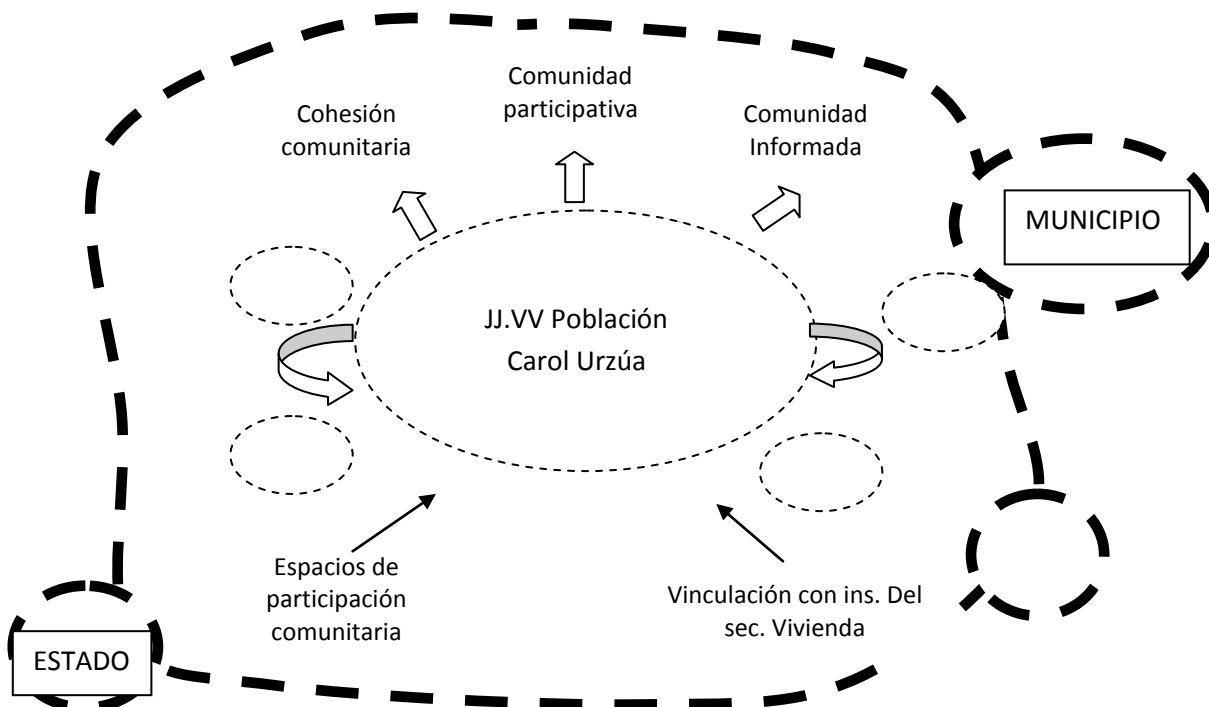 Comunidad
participativa
Cohesión
comunitaria
Comunidad
Informada
MUNICIPIO
JJ.VV Población
Carol Urzúa
Espacios de
participación
comunitaria
Vinculación con ins. Del
sec. Vivienda
ESTADO